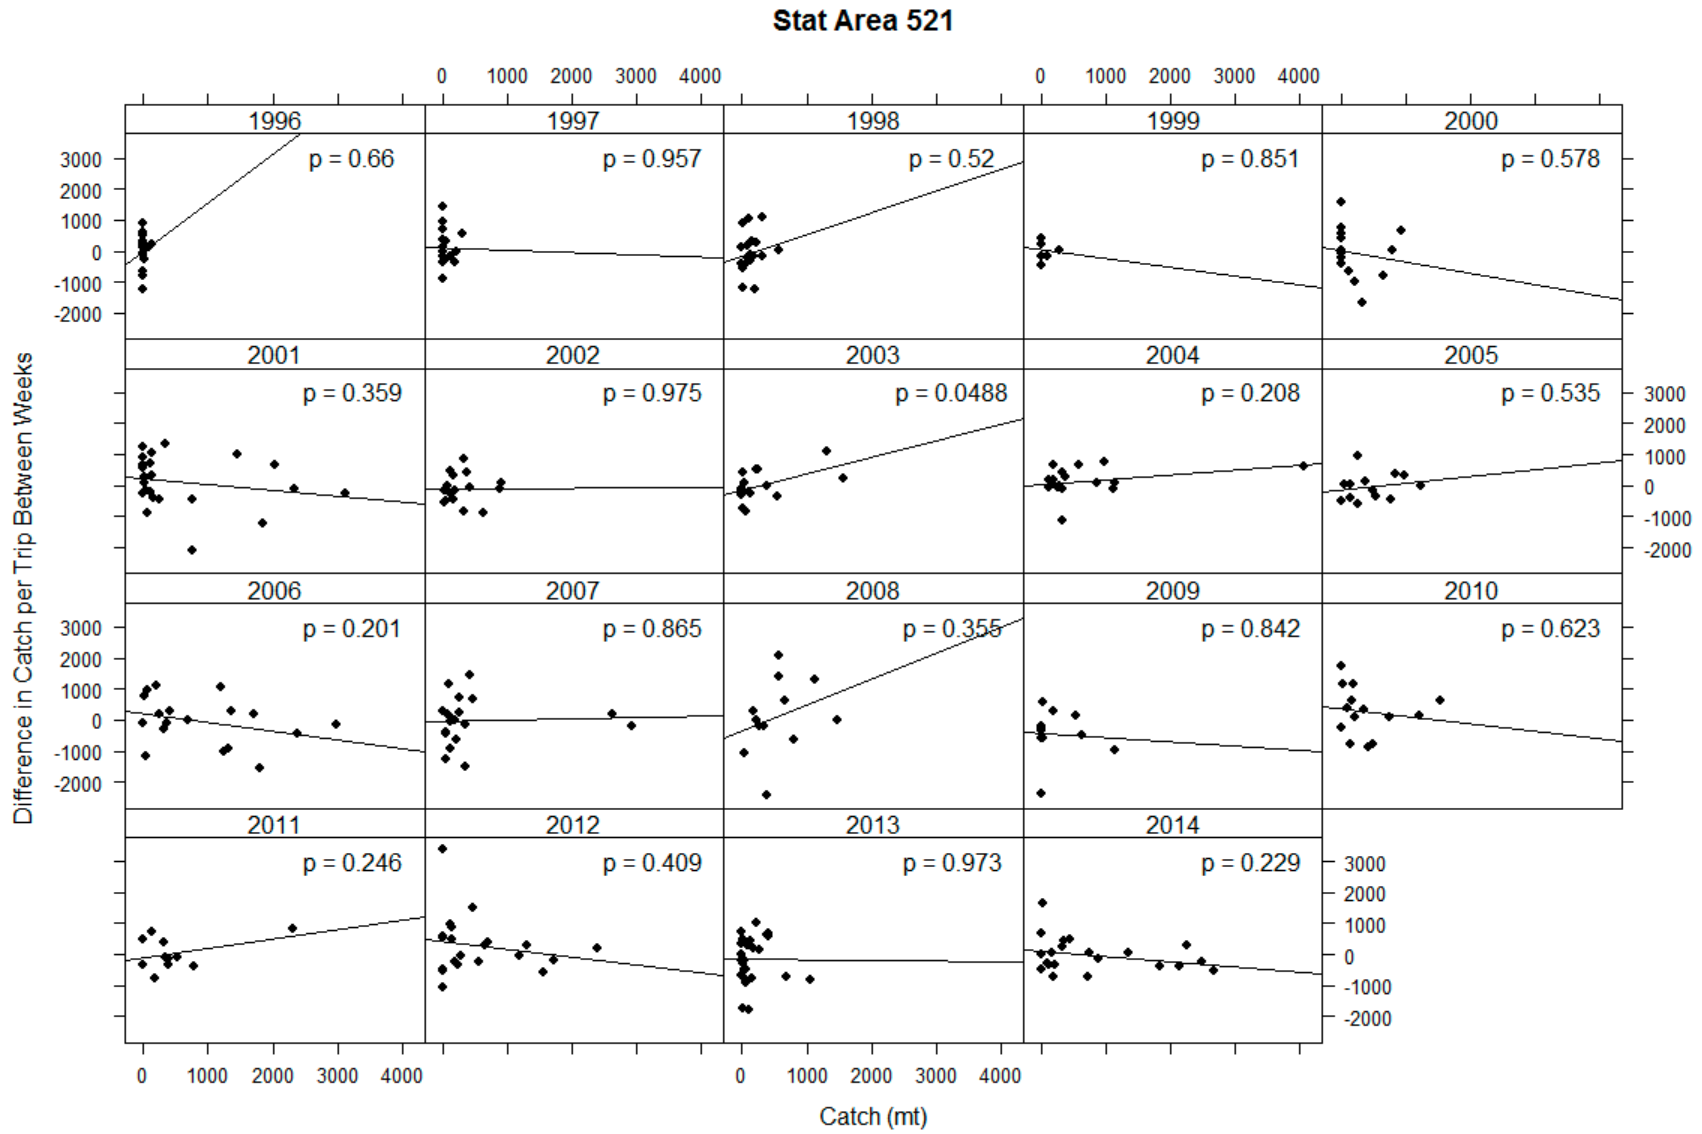 Stat Area 521
0 1000 2000 3000 4000 0 1000 2000 3000 4000
1996 1997 1998 1999 2000
p = 0.66 p = 0.957 p = 0.52 p = 0.851 p = 0.578
3000
2000
1000
0
-1000
-2000
2001 2002 2003 2004 2005
p = 0.359 p = 0.975 p = 0.0488 p = 0.208 p = 0.535
3000
2000
1000
0
-1000
-2000
2006 2007 2008 2009 2010
p = 0.201 p = 0.865 p = 0.355 p = 0.842 p = 0.623
3000
2000
1000
0
-1000
-2000
2011 2012 2013 2014
p = 0.246 p = 0.409 p = 0.973 p = 0.229
3000
2000
1000
0
-1000
-2000
0 1000 2000 3000 4000 0 1000 2000 3000 4000
Catch (mt)
Difference in Catch per Trip Between Weeks